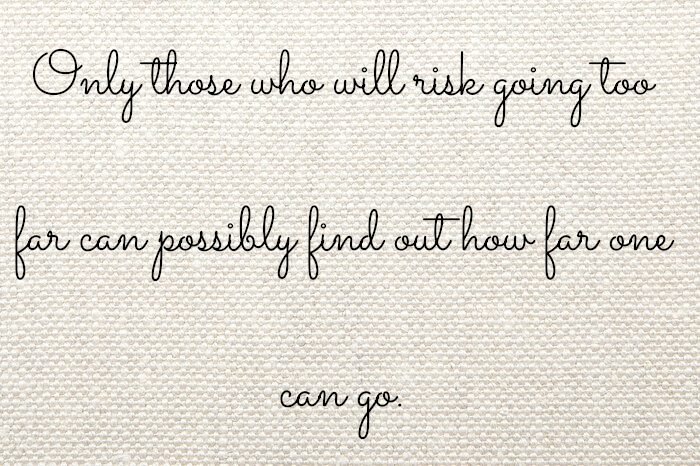 Only those who will risk going too
far can possibly find out how far one
can go.